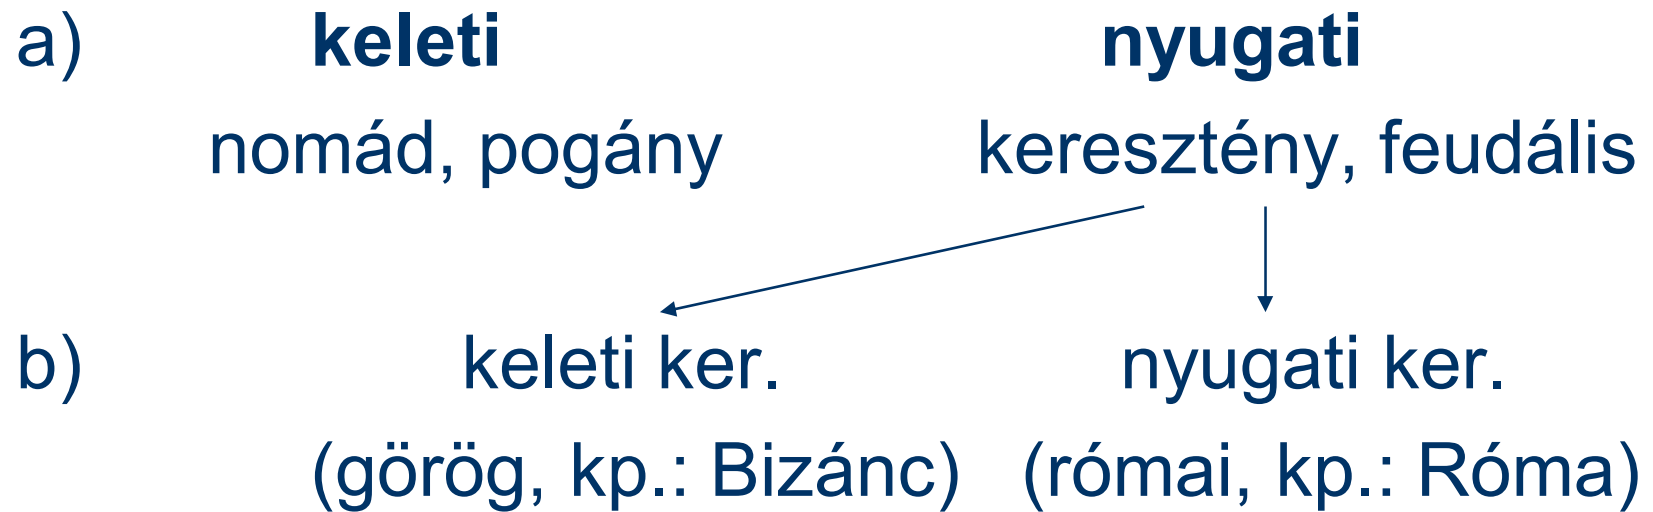 a) keleti nyugati
nomád, pogány keresztény, feudális
b) keleti ker. nyugati ker.
(görög, kp.: Bizánc) (római, kp.: Róma)